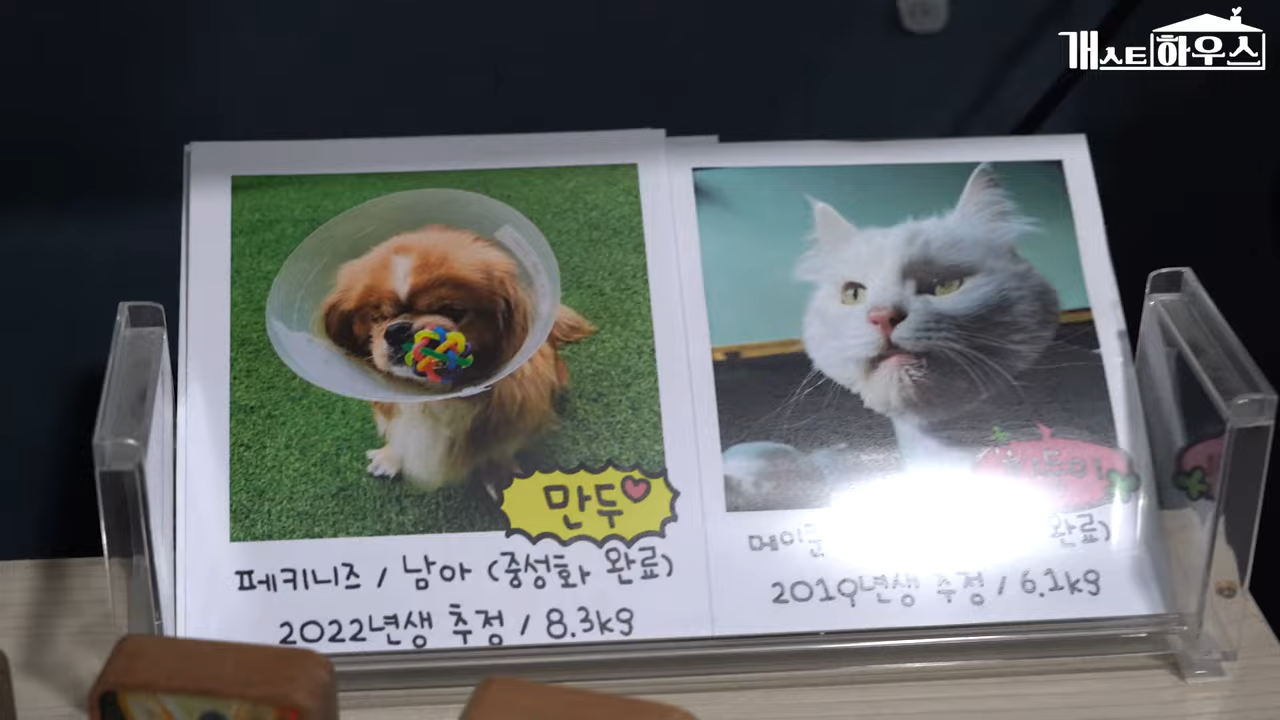 개스트하우스
만두
페키니즈 / 남아 (중성화 완료)
2022년생 추정 / 8.3kg
완료)
2019년생 추정 / 6.1kg